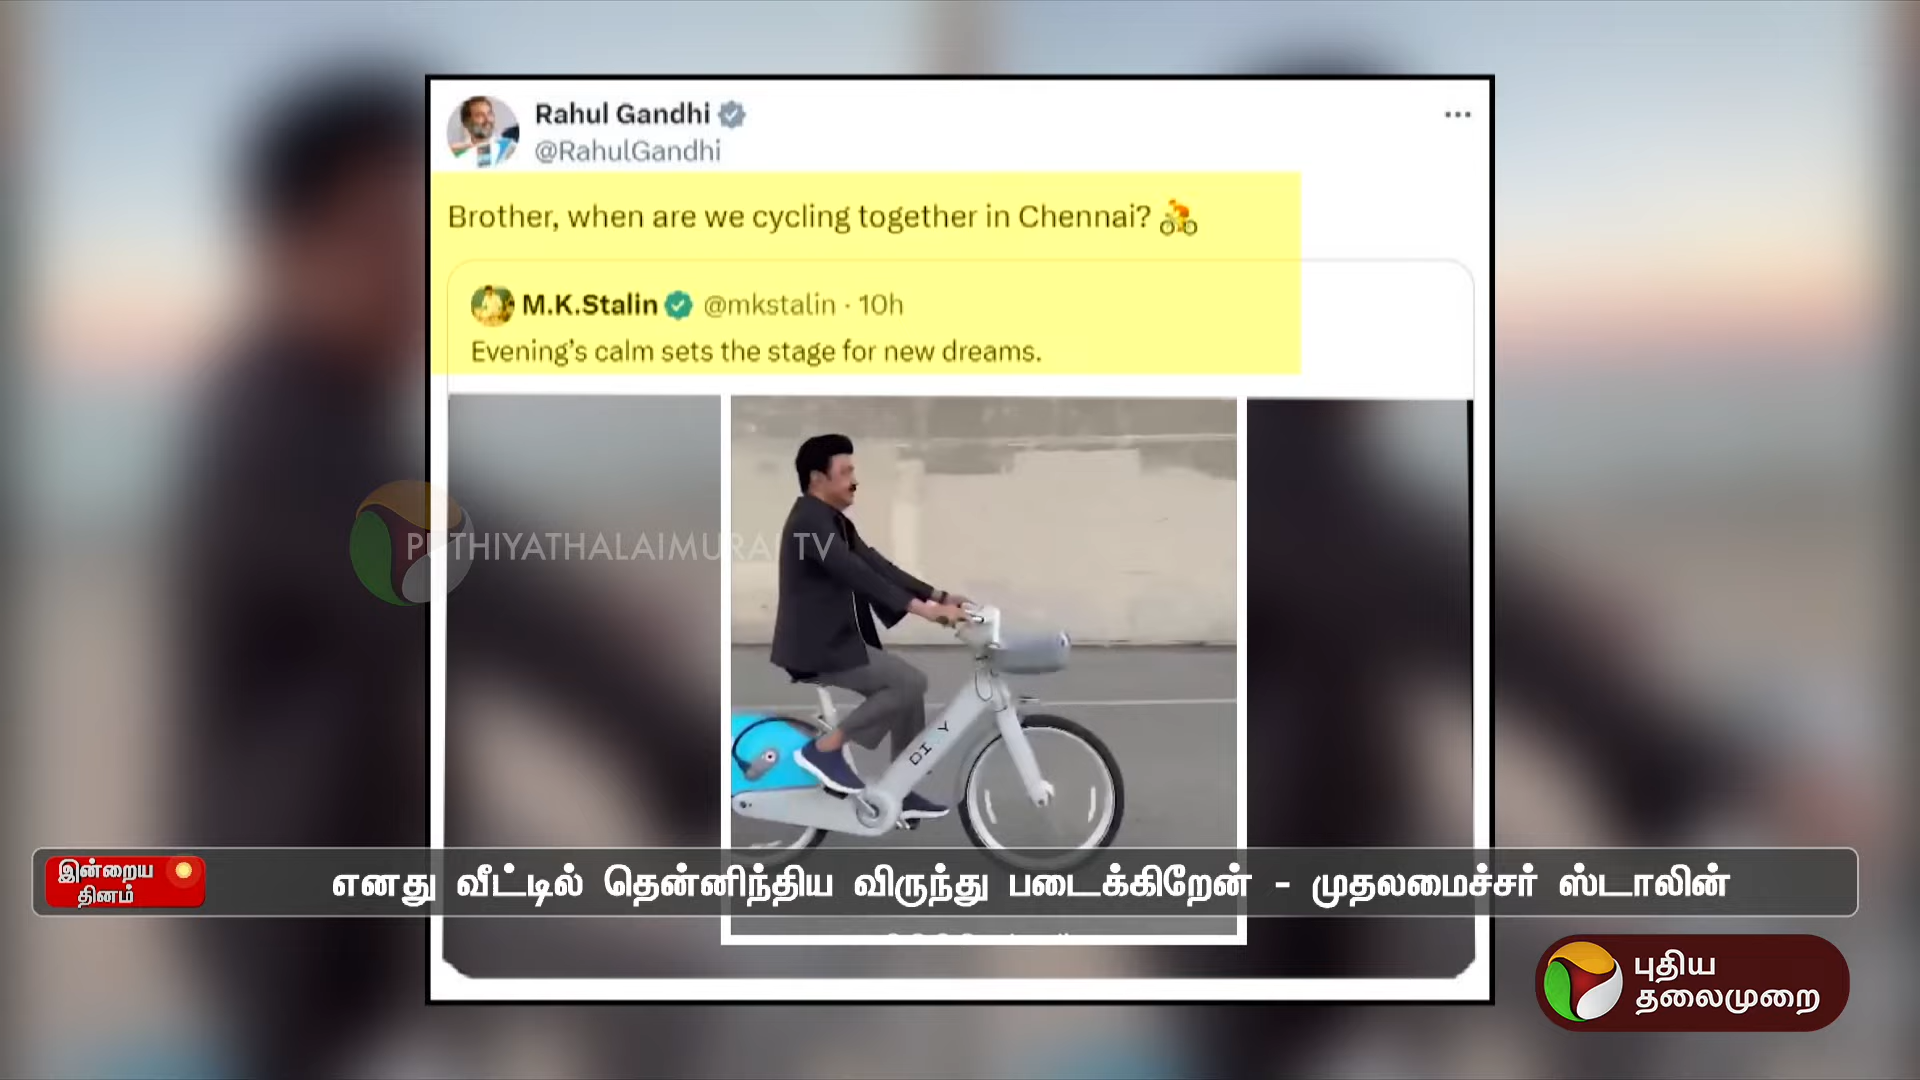 Rahul Gandhi
@RahulGandhi
Brother, when are we cycling together in Chennai? 🚴
M.K.Stalin @mkstalin · 10h
Evening's calm sets the stage for new dreams.
PUTHIYATHALAIMURAI TV
DIVVY
இன்றைய
தினம்
எனது வீட்டில் தென்னிந்திய விருந்து படைக்கிறேன் - முதலமைச்சர் ஸ்டாலின்
புதிய
தலைமுறை